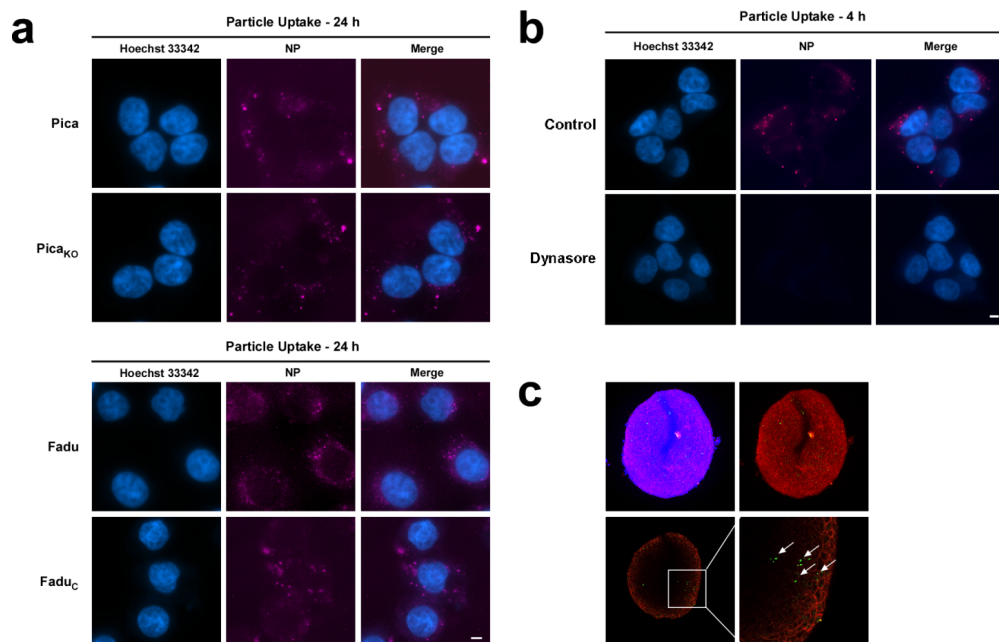 a
Particle Uptake - 24 h
Hoechst 33342 NP Merge
Pica
Pica_KO
Particle Uptake - 24 h
Hoechst 33342 NP Merge
Fadu
Fadu_C
b
Particle Uptake - 4 h
Hoechst 33342 NP Merge
Control
Dynasore
c